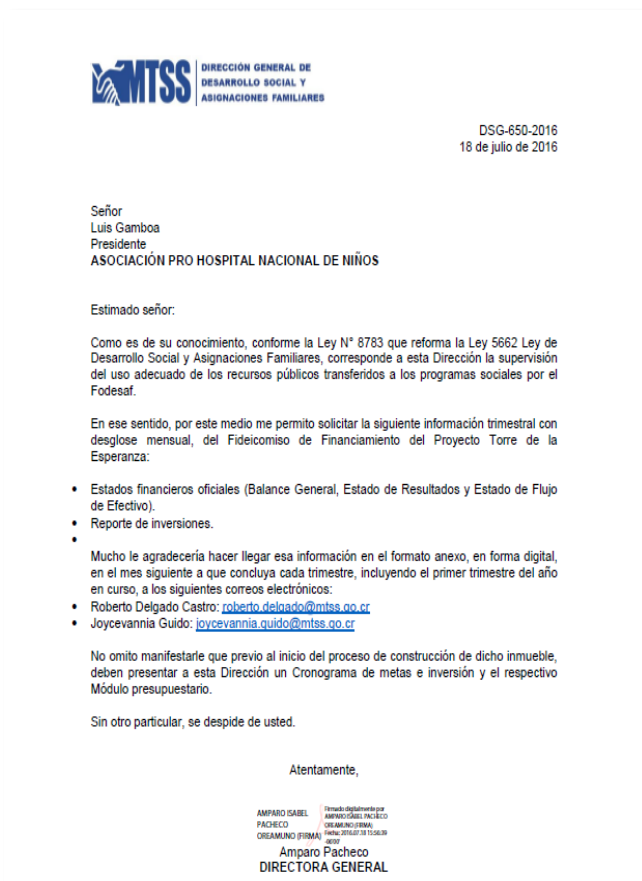 MTSS
DIRECCIÓN GENERAL DE
DESARROLLO SOCIAL Y
ASIGNACIONES FAMILIARES
DSG-650-2016
18 de julio de 2016
Señor
Luis Gamboa
Presidente
ASOCIACIÓN PRO HOSPITAL NACIONAL DE NIÑOS
Estimado señor:
Como es de su conocimiento, conforme la Ley N° 8783 que reforma la Ley 5662 Ley de
Desarrollo Social y Asignaciones Familiares, corresponde a esta Dirección la supervisión
del uso adecuado de los recursos públicos transferidos a los programas sociales por el
Fodesaf.
En ese sentido, por este medio me permito solicitar la siguiente información trimestral con
desglose mensual, del Fideicomiso de Financiamiento del Proyecto Torre de la
Esperanza:
• Estados financieros oficiales (Balance General, Estado de Resultados y Estado de Flujo
de Efectivo).
• Reporte de inversiones.
•
Mucho le agradecería hacer llegar esa información en el formato anexo, en forma digital,
en el mes siguiente a que concluya cada trimestre, incluyendo el primer trimestre del año
en curso, a los siguientes correos electrónicos:
• Roberto Delgado Castro: roberto.delgado@mtss.go.cr
• Joycevannia Guido: joycevannia.guido@mtss.go.cr
No omito manifestarle que previo al inicio del proceso de construcción de dicho inmueble,
deben presentar a esta Dirección un Cronograma de metas e inversión y el respectivo
Módulo presupuestario.
Sin otro particular, se despide de usted.
Atentamente,
AMPARO ISABEL
PACHECO
OREAMUNO (FIRMA)
Firmado digitalmente por
AMPARO ISABEL PACHECO
OREAMUNO (FIRMA)
Fecha: 2016.07.18 15:56:39
-06'00'
Amparo Pacheco
DIRECTORA GENERAL